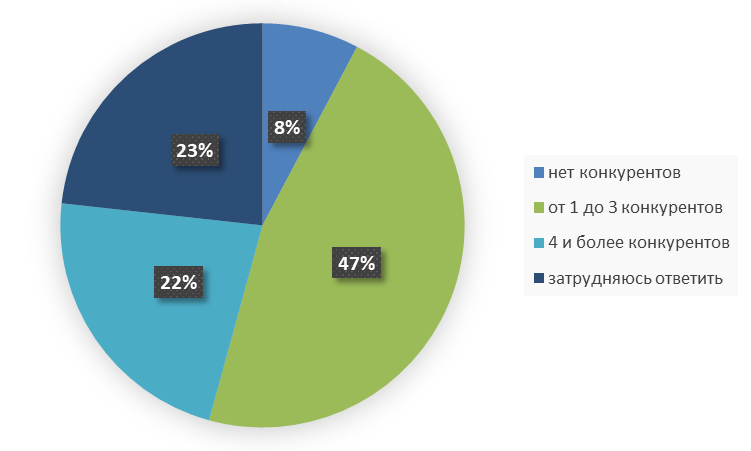 8%
23%
47%
22%
нет конкурентов
от 1 до 3 конкурентов
4 и более конкурентов
затрудняюсь ответить